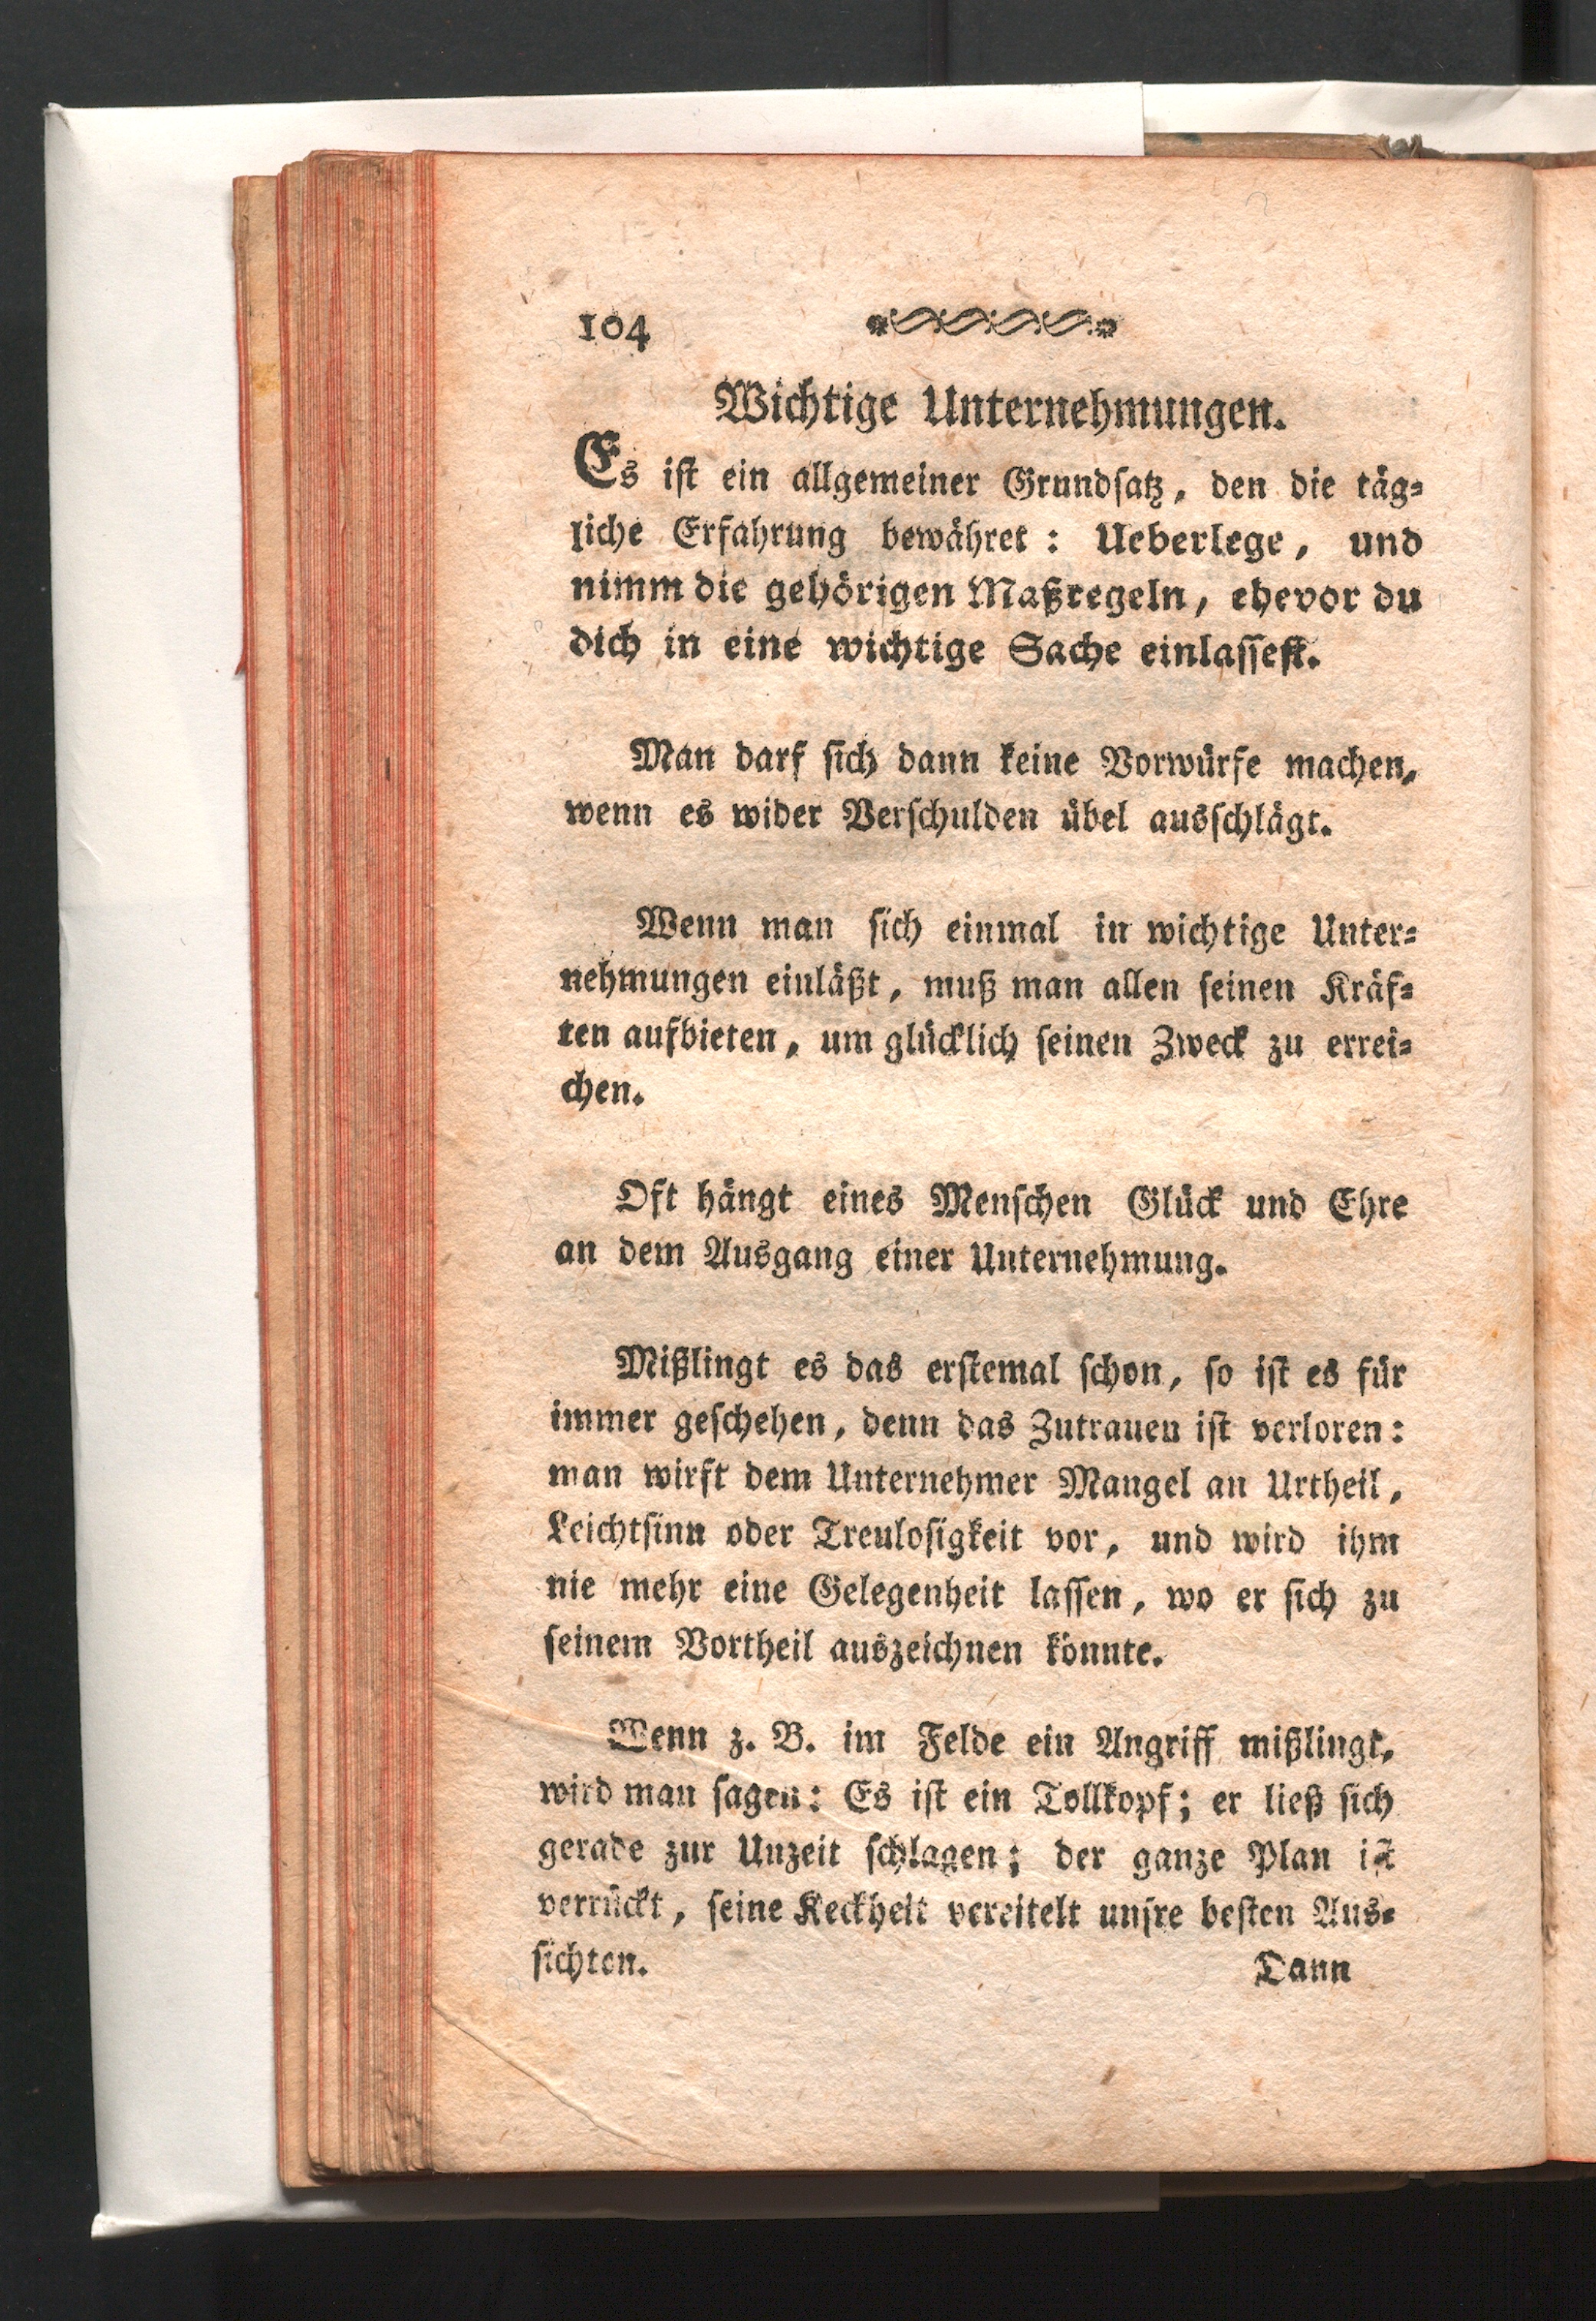 104
Wichtige Unternehmungen.
Es ist ein allgemeiner Grundsatz, den die täg-
liche Erfahrung bewähret: Ueberlege, und
nimm die gehörigen Maßregeln, ehevor du
dich in eine wichtige Sache einlassest.
Man darf sich dann keine Vorwürfe machen,
wenn es wider Verschulden übel ausschlägt.
Wenn man sich einmal in wichtige Unter-
nehmungen einläßt, muß man allen seinen Kräf-
ten aufbieten, um glücklich seinen Zweck zu errei-
chen.
Oft hängt eines Menschen Glück und Ehre
an dem Ausgang einer Unternehmung.
Mißlingt es das erstemal schon, so ist es für
immer geschehen, denn das Zutrauen ist verloren:
man wirft dem Unternehmer Mangel an Urtheil,
Leichtsinn oder Treulosigkeit vor, und wird ihm
nie mehr eine Gelegenheit lassen, wo er sich zu
seinem Vortheil auszeichnen könnte.
Wenn z. B. im Felde ein Angriff mißlingt,
wird man sagen: Es ist ein Tollkopf; er ließ sich
gerade zur Unzeit schlagen; der ganze Plan ist
verrückt, seine Keckheit vereitelt unsre besten Aus-
sichten.
Dann